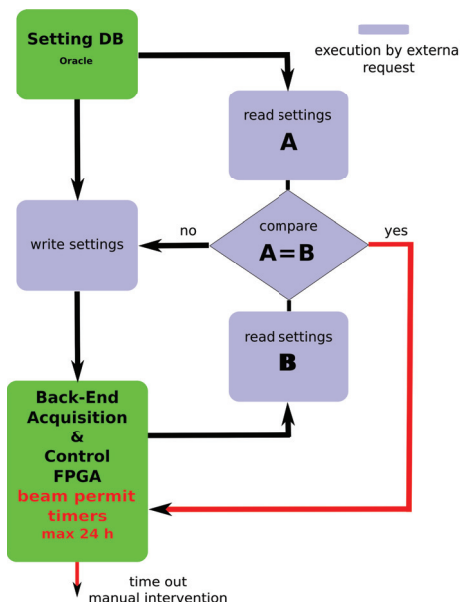 Setting DB
Oracle
execution by externa
request
read settings
A
no
compare
A=B
yes
write settings
read settings
B
Back-End
Acquisition
&
Control
FPGA
beam permit
timers
max 24 h
time out
manual intervention